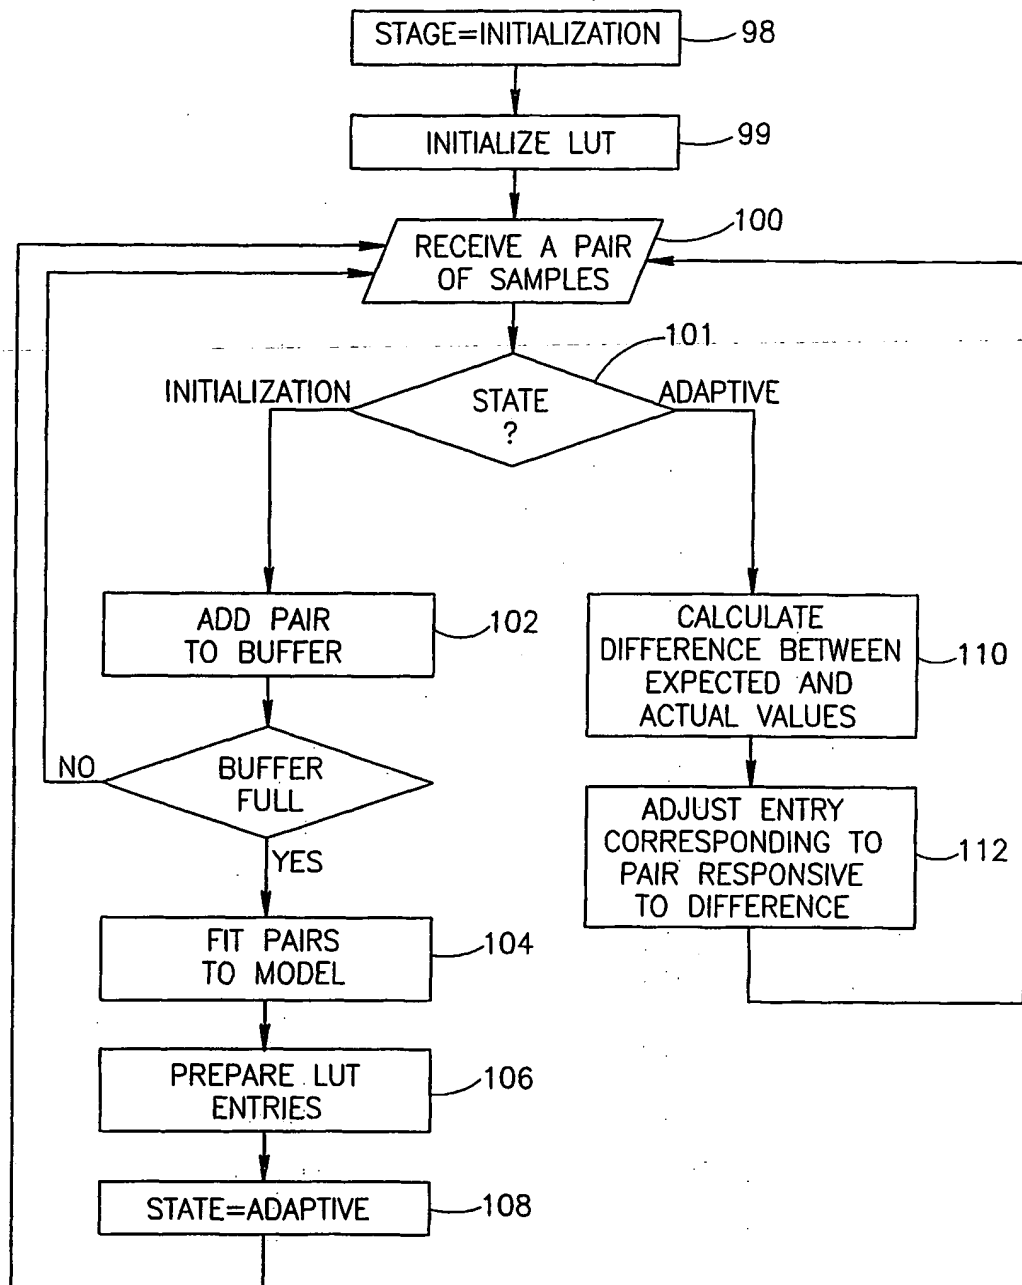 STAGE=INITIALIZATION
98
INITIALIZE LUT
99
RECEIVE A PAIR
OF SAMPLES
100
101
INITIALIZATION
STATE
?
ADAPTIVE
ADD PAIR
TO BUFFER
102
CALCULATE
DIFFERENCE BETWEEN
EXPECTED AND
ACTUAL VALUES
110
NO
BUFFER
FULL
YES
ADJUST ENTRY
CORRESPONDING TO
PAIR RESPONSIVE
TO DIFFERENCE
112
FIT PAIRS
TO MODEL
104
PREPARE LUT
ENTRIES
106
STATE=ADAPTIVE
108